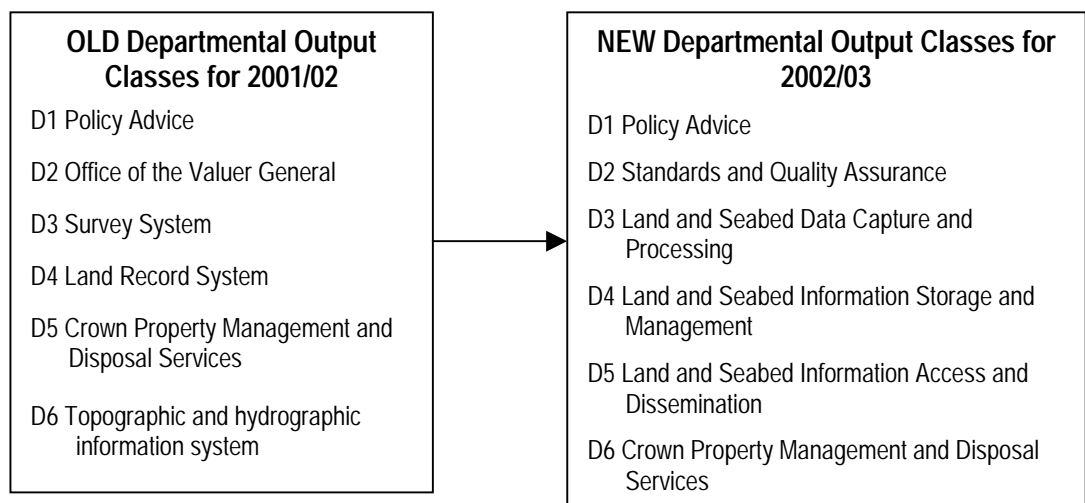 OLD Departmental Output
Classes for 2001/02
D1 Policy Advice
D2 Office of the Valuer General
D3 Survey System
D4 Land Record System
D5 Crown Property Management and
Disposal Services
D6 Topographic and hydrographic
information system
NEW Departmental Output Classes for
2002/03
D1 Policy Advice
D2 Standards and Quality Assurance
D3 Land and Seabed Data Capture and
Processing
D4 Land and Seabed Information Storage and
Management
D5 Land and Seabed Information Access and
Dissemination
D6 Crown Property Management and Disposal
Services